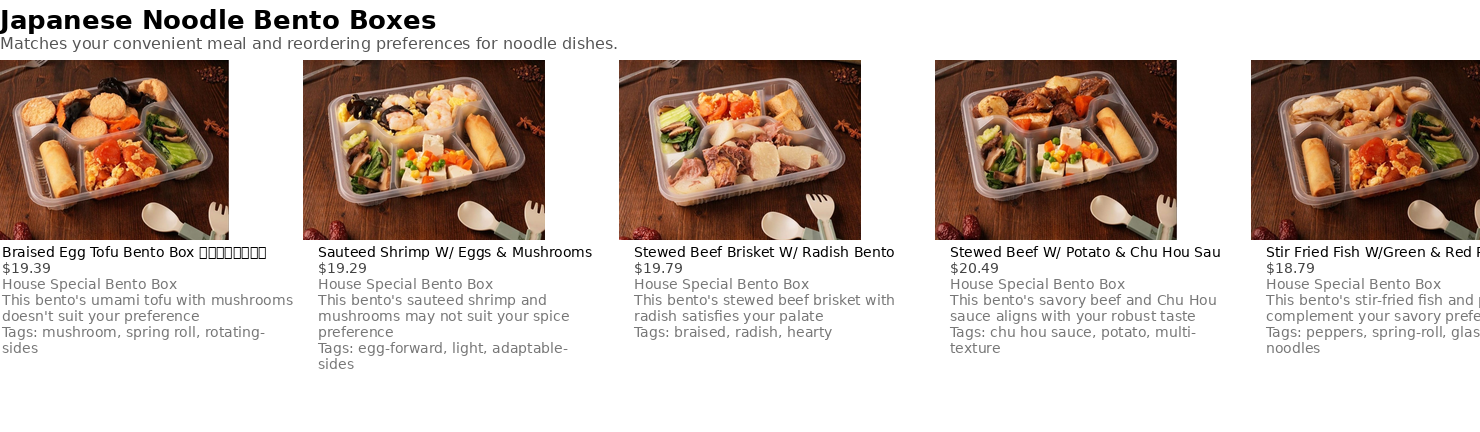 Japanese Noodle Bento Boxes
Matches your convenient meal and reordering preferences for noodle dishes.
Braised Egg Tofu Bento Box
$19.39
House Special Bento Box
This bento's umami tofu with mushrooms
doesn't suit your preference
Tags: mushroom, spring roll, rotating-
sides
Sauteed Shrimp W/ Eggs & Mushrooms
$19.29
House Special Bento Box
This bento's sauteed shrimp and
mushrooms may not suit your spice
preference
Tags: egg-forward, light, adaptable-
sides
Stewed Beef Brisket W/ Radish Bento
$19.79
House Special Bento Box
This bento's stewed beef brisket with
radish satisfies your palate
Tags: braised, radish, hearty
Stewed Beef W/ Potato & Chu Hou Sau
$20.49
House Special Bento Box
This bento's savory beef and Chu Hou
sauce aligns with your robust taste
Tags: chu hou sauce, potato, multi-
texture
Stir Fried Fish W/Green & Red
$18.79
House Special Bento Box
This bento's stir-fried fish and
complement your savory
Tags: peppers, spring-roll,
noodles